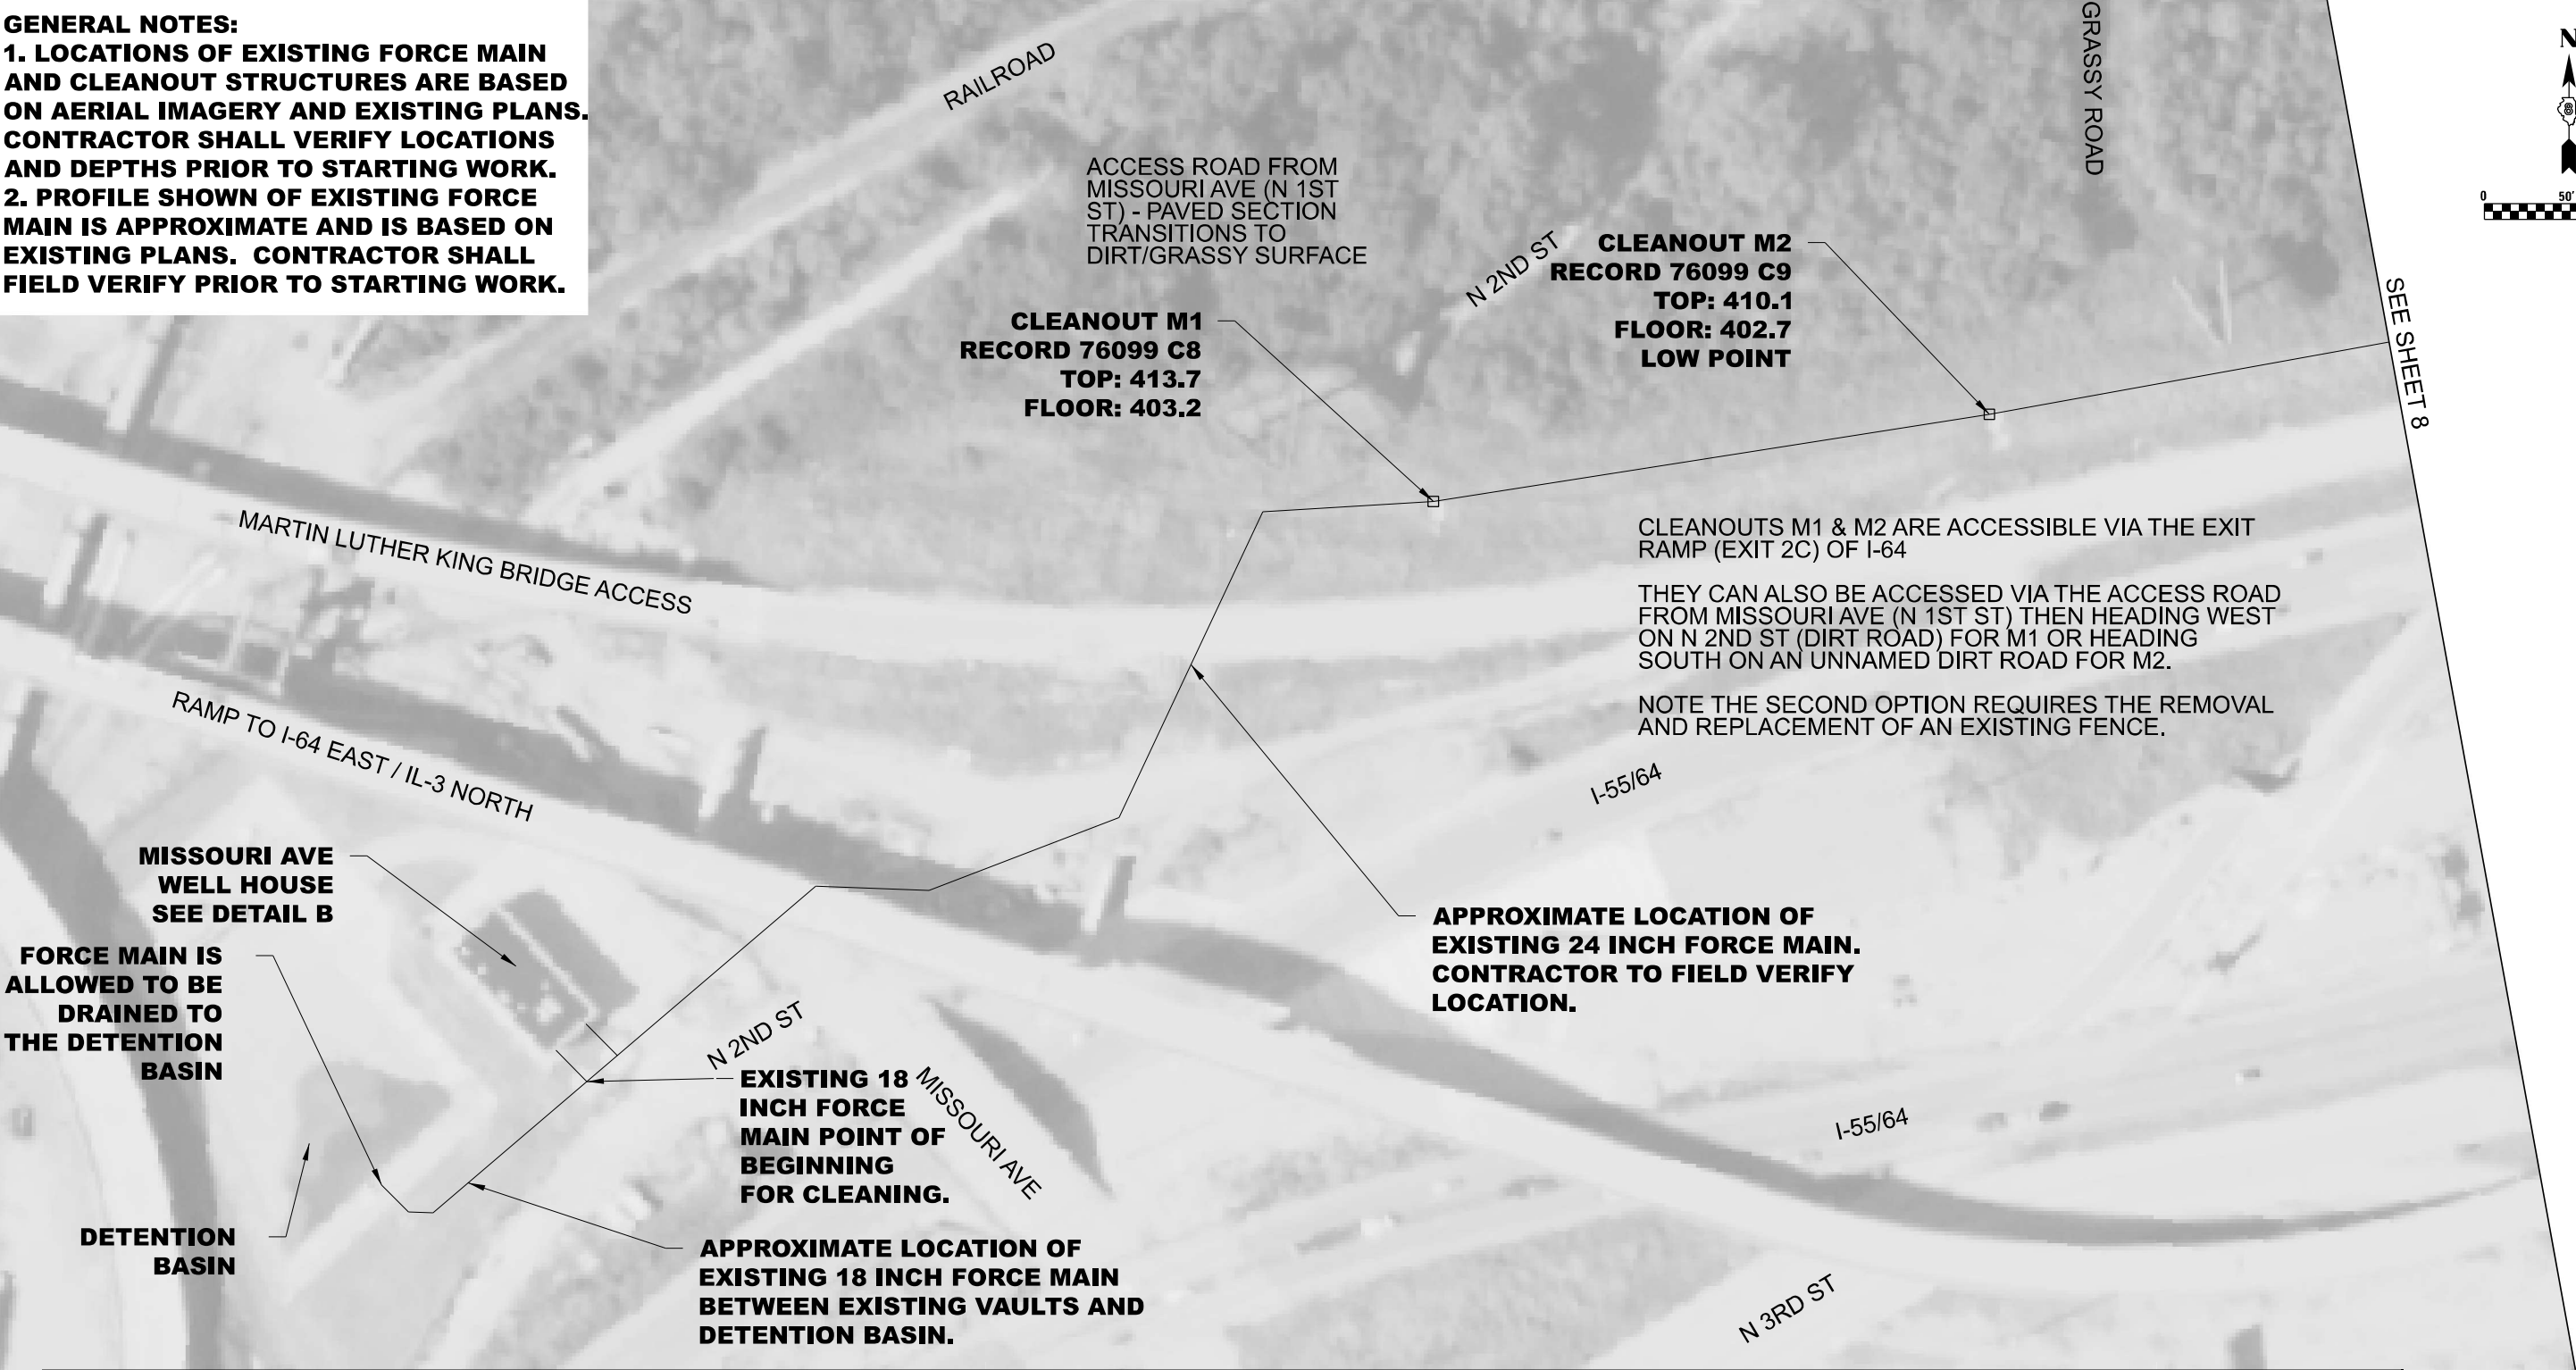 GENERAL NOTES:
1. LOCATIONS OF EXISTING FORCE MAIN
AND CLEANOUT STRUCTURES ARE BASED
ON AERIAL IMAGERY AND EXISTING PLANS.
CONTRACTOR SHALL VERIFY LOCATIONS
AND DEPTHS PRIOR TO STARTING WORK.
2. PROFILE SHOWN OF EXISTING FORCE
MAIN IS APPROXIMATE AND IS BASED ON
EXISTING PLANS. CONTRACTOR SHALL
FIELD VERIFY PRIOR TO STARTING WORK.
RAILROAD
GRASSY ROAD
N
0
50'
ACCESS ROAD FROM
MISSOURI AVE (N 1ST
ST) - PAVED SECTION
TRANSITIONS TO
DIRT/GRASSY SURFACE
N 2ND ST
CLEANOUT M2
RECORD 76099 C9
TOP: 410.1
FLOOR: 402.7
LOW POINT
CLEANOUT M1
RECORD 76099 C8
TOP: 413.7
FLOOR: 403.2
SEE SHEET 8
MARTIN LUTHER KING BRIDGE ACCESS
CLEANOUTS M1 & M2 ARE ACCESSIBLE VIA THE EXIT
RAMP (EXIT 2C) OF I-64
THEY CAN ALSO BE ACCESSED VIA THE ACCESS ROAD
FROM MISSOURI AVE (N 1ST ST) THEN HEADING WEST
ON N 2ND ST (DIRT ROAD) FOR M1 OR HEADING
SOUTH ON AN UNNAMED DIRT ROAD FOR M2.
NOTE THE SECOND OPTION REQUIRES THE REMOVAL
AND REPLACEMENT OF AN EXISTING FENCE.
RAMP TO I-64 EAST / IL-3 NORTH
I-55/64
MISSOURI AVE
WELL HOUSE
SEE DETAIL B
FORCE MAIN IS
ALLOWED TO BE
DRAINED TO
THE DETENTION
BASIN
APPROXIMATE LOCATION OF
EXISTING 24 INCH FORCE MAIN.
CONTRACTOR TO FIELD VERIFY
LOCATION.
N 2ND ST
MISSOURI AVE
EXISTING 18
INCH FORCE
MAIN POINT OF
BEGINNING
FOR CLEANING.
I-55/64
DETENTION
BASIN
APPROXIMATE LOCATION OF
EXISTING 18 INCH FORCE MAIN
BETWEEN EXISTING VAULTS AND
DETENTION BASIN.
N 3RD ST